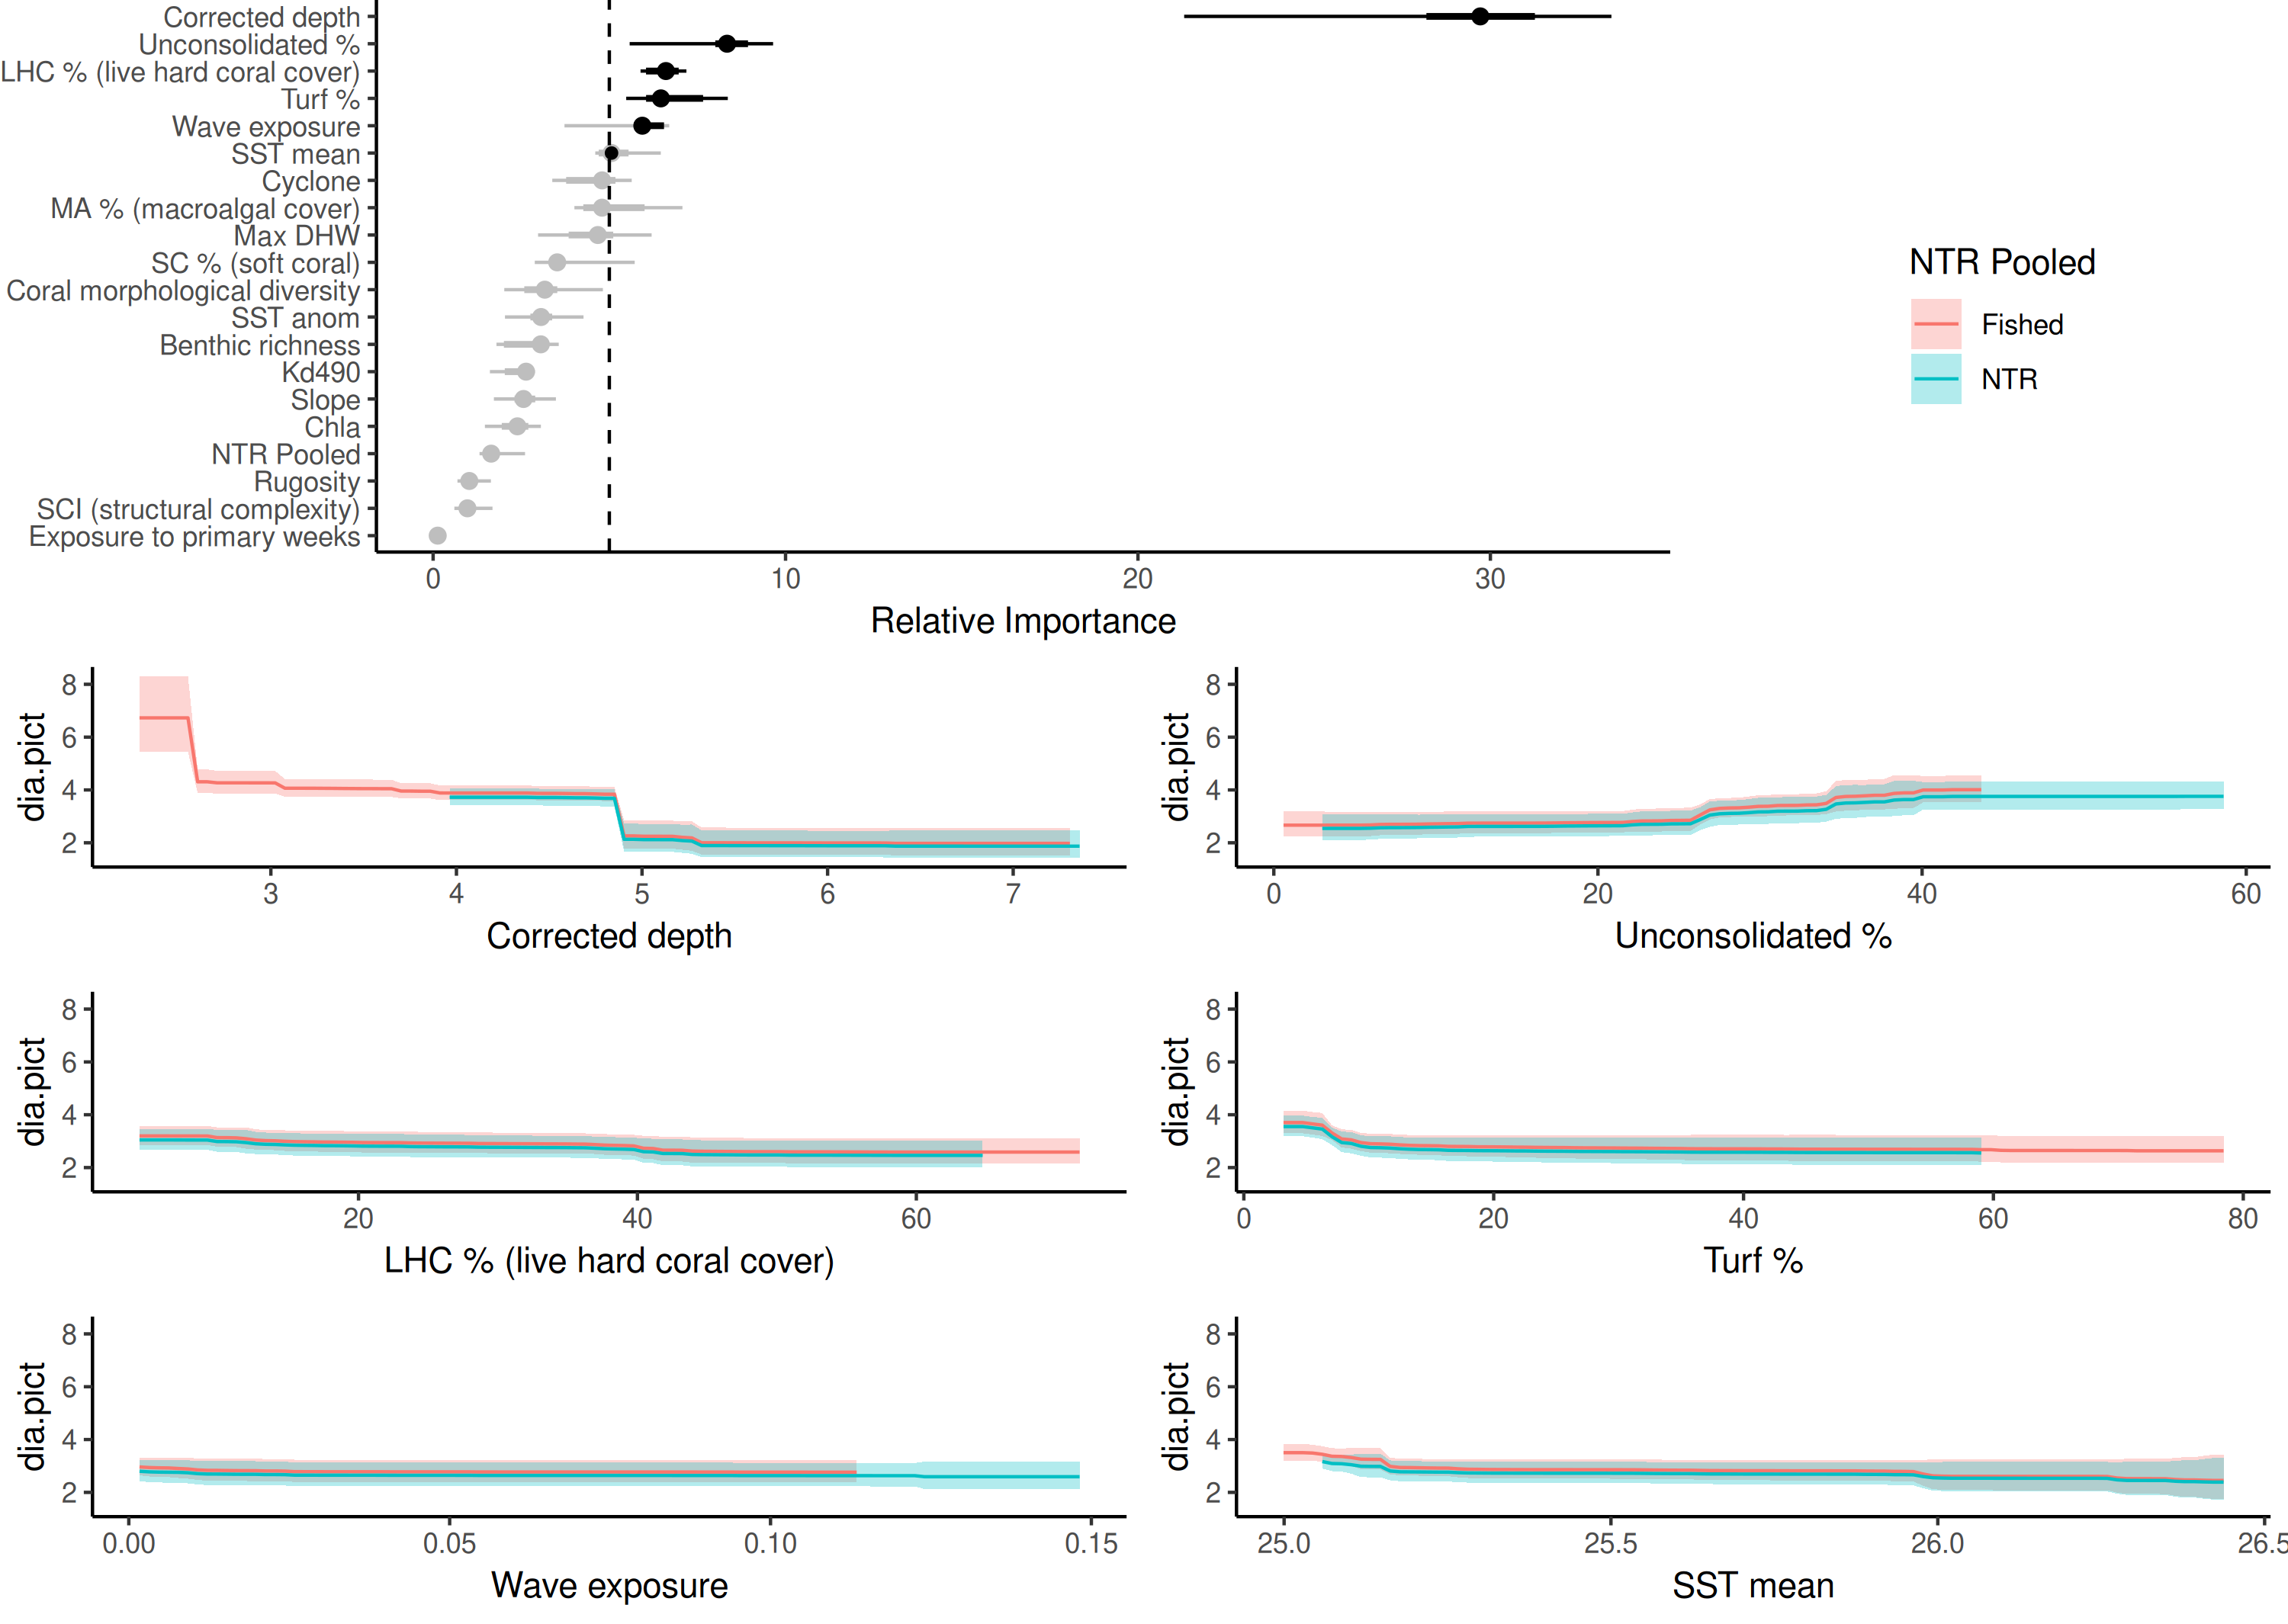 Corrected depth
Unconsolidated %
LHC % (live hard coral cover)
Turf %
Wave exposure
SST mean
Cyclone
MA % (macroalgal cover)
Max DHW
SC % (soft coral)
Coral morphological diversity
SST anom
Benthic richness
Kd490
Slope
Chla
NTR Pooled
Rugosity
SCI (structural complexity)
Exposure to primary weeks
0 10 20 30
Relative Importance
NTR Pooled
Fished
NTR
8
6
4
2
dia.pict
3 4 5 6 7
Corrected depth
8
6
4
2
dia.pict
0 20 40 60
Unconsolidated %
8
6
4
2
dia.pict
20 40 60
LHC % (live hard coral cover)
8
6
4
2
dia.pict
0 20 40 60 80
Turf %
8
6
4
2
dia.pict
0.00 0.05 0.10 0.15
Wave exposure
8
6
4
2
dia.pict
25.0 25.5 26.0 26.5
SST mean